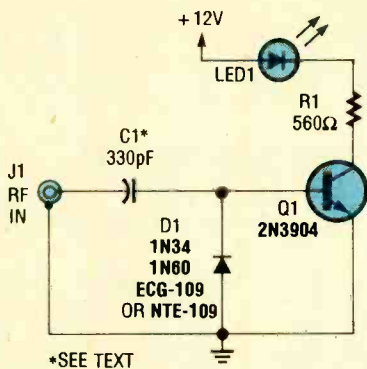 +12V
LED1
R1
560Ω
C1*
330pF
J1
RF
IN
D1
1N34
1N60
ECG-109
OR NTE-109
Q1
2N3904
*SEE TEXT